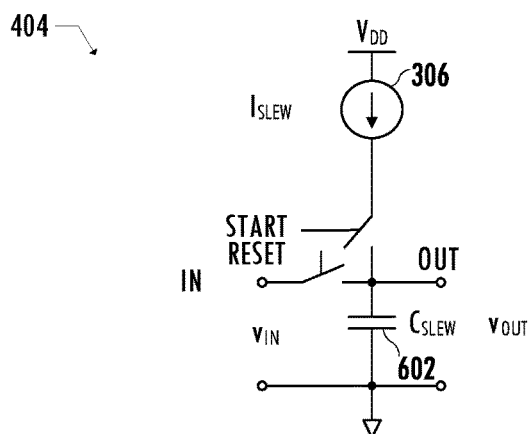 404
VDD
306
ISLEW
START
RESET
IN
OUT
vIN
CSLEW
vOUT
602